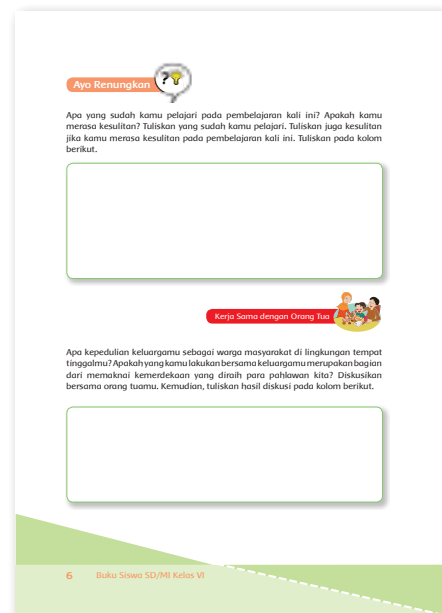 Ayo Renungkan
?
Apa yang sudah kamu pelajari pada pembelajaran kali ini? Apakah kamu
merasa kesulitan? Tuliskan yang sudah kamu pelajari. Tuliskan juga kesulitan
jika kamu merasa kesulitan pada pembelajaran kali ini. Tuliskan pada kolom
berikut.
Kerja Sama dengan Orang Tua
Apa kepedulian keluargamu sebagai warga masyarakat di lingkungan tempat
tinggalmu? Apakah yang kamu lakukan bersama keluargamu merupakan bagian
dari memaknai kemerdekaan yang diraih para pahlawan kita? Diskusikan
bersama orang tuamu. Kemudian, tuliskan hasil diskusi pada kolom berikut.
6 Buku Siswa SD/MI Kelas VI